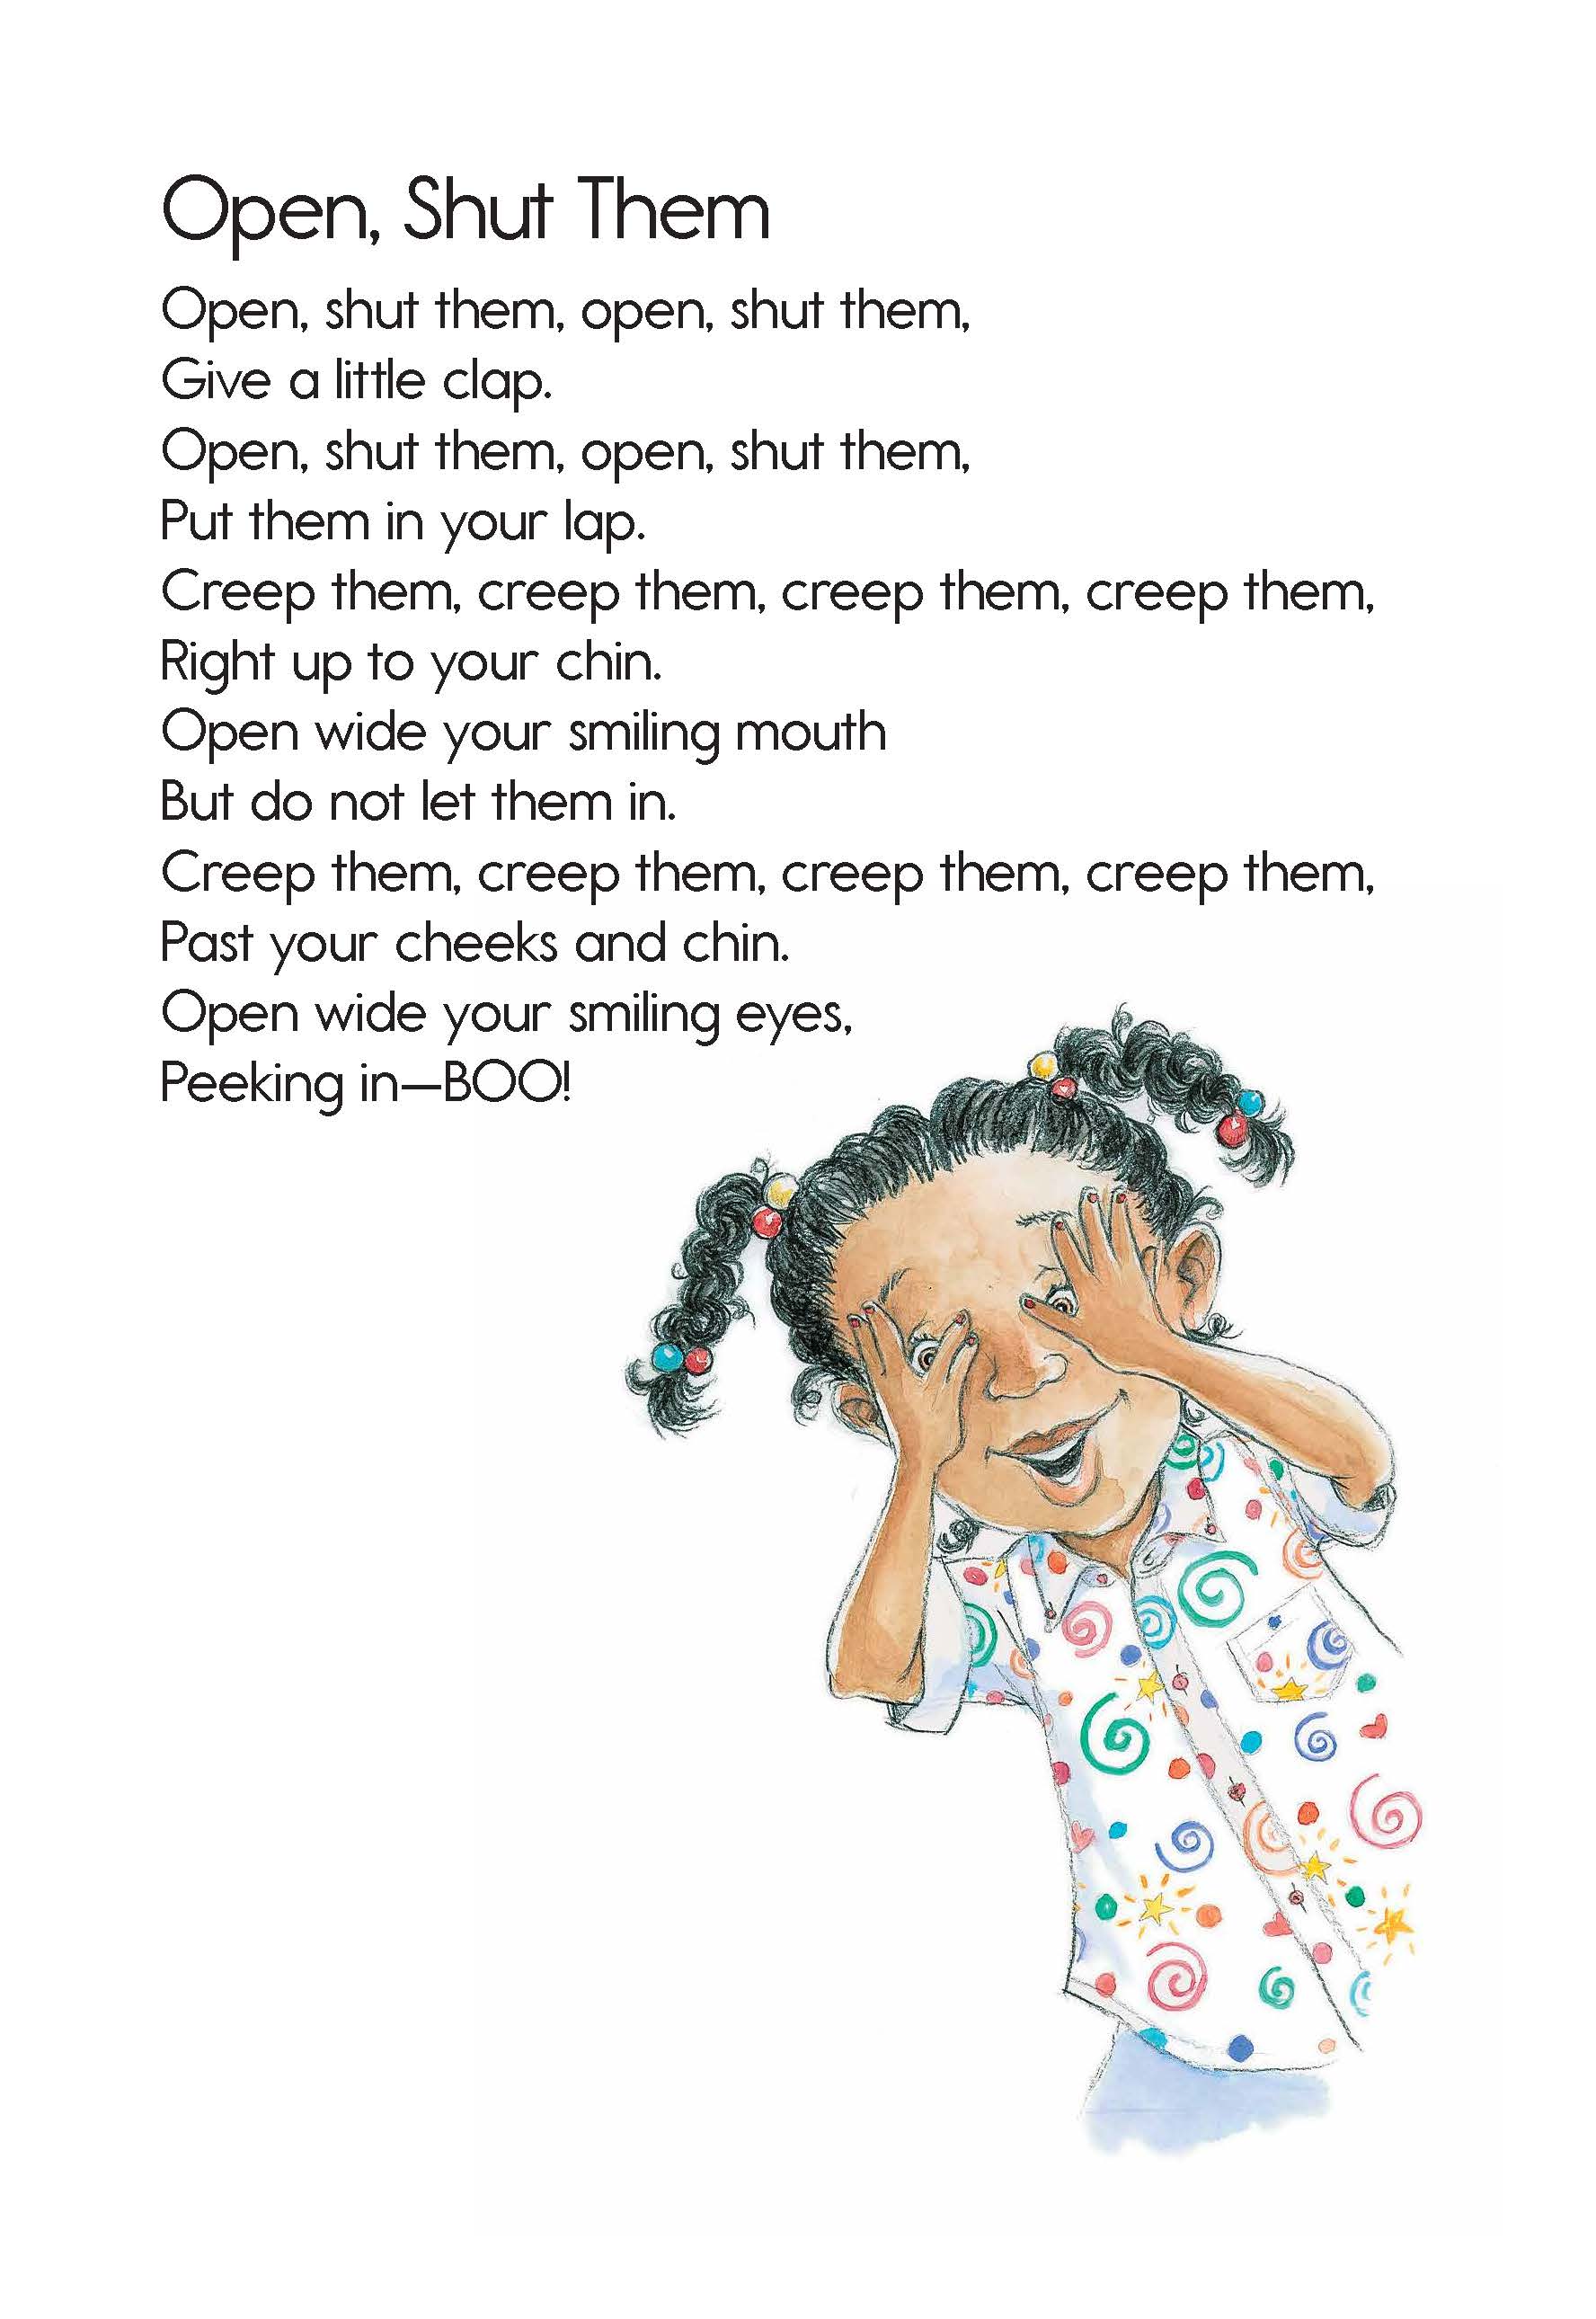 Open, Shut Them
Open, shut them, open, shut them,
Give a little clap.
Open, shut them, open, shut them,
Put them in your lap.
Creep them, creep them, creep them, creep them,
Right up to your chin.
Open wide your smiling mouth
But do not let them in.
Creep them, creep them, creep them, creep them,
Past your cheeks and chin.
Open wide your smiling eyes,
Peeking in—BOO!